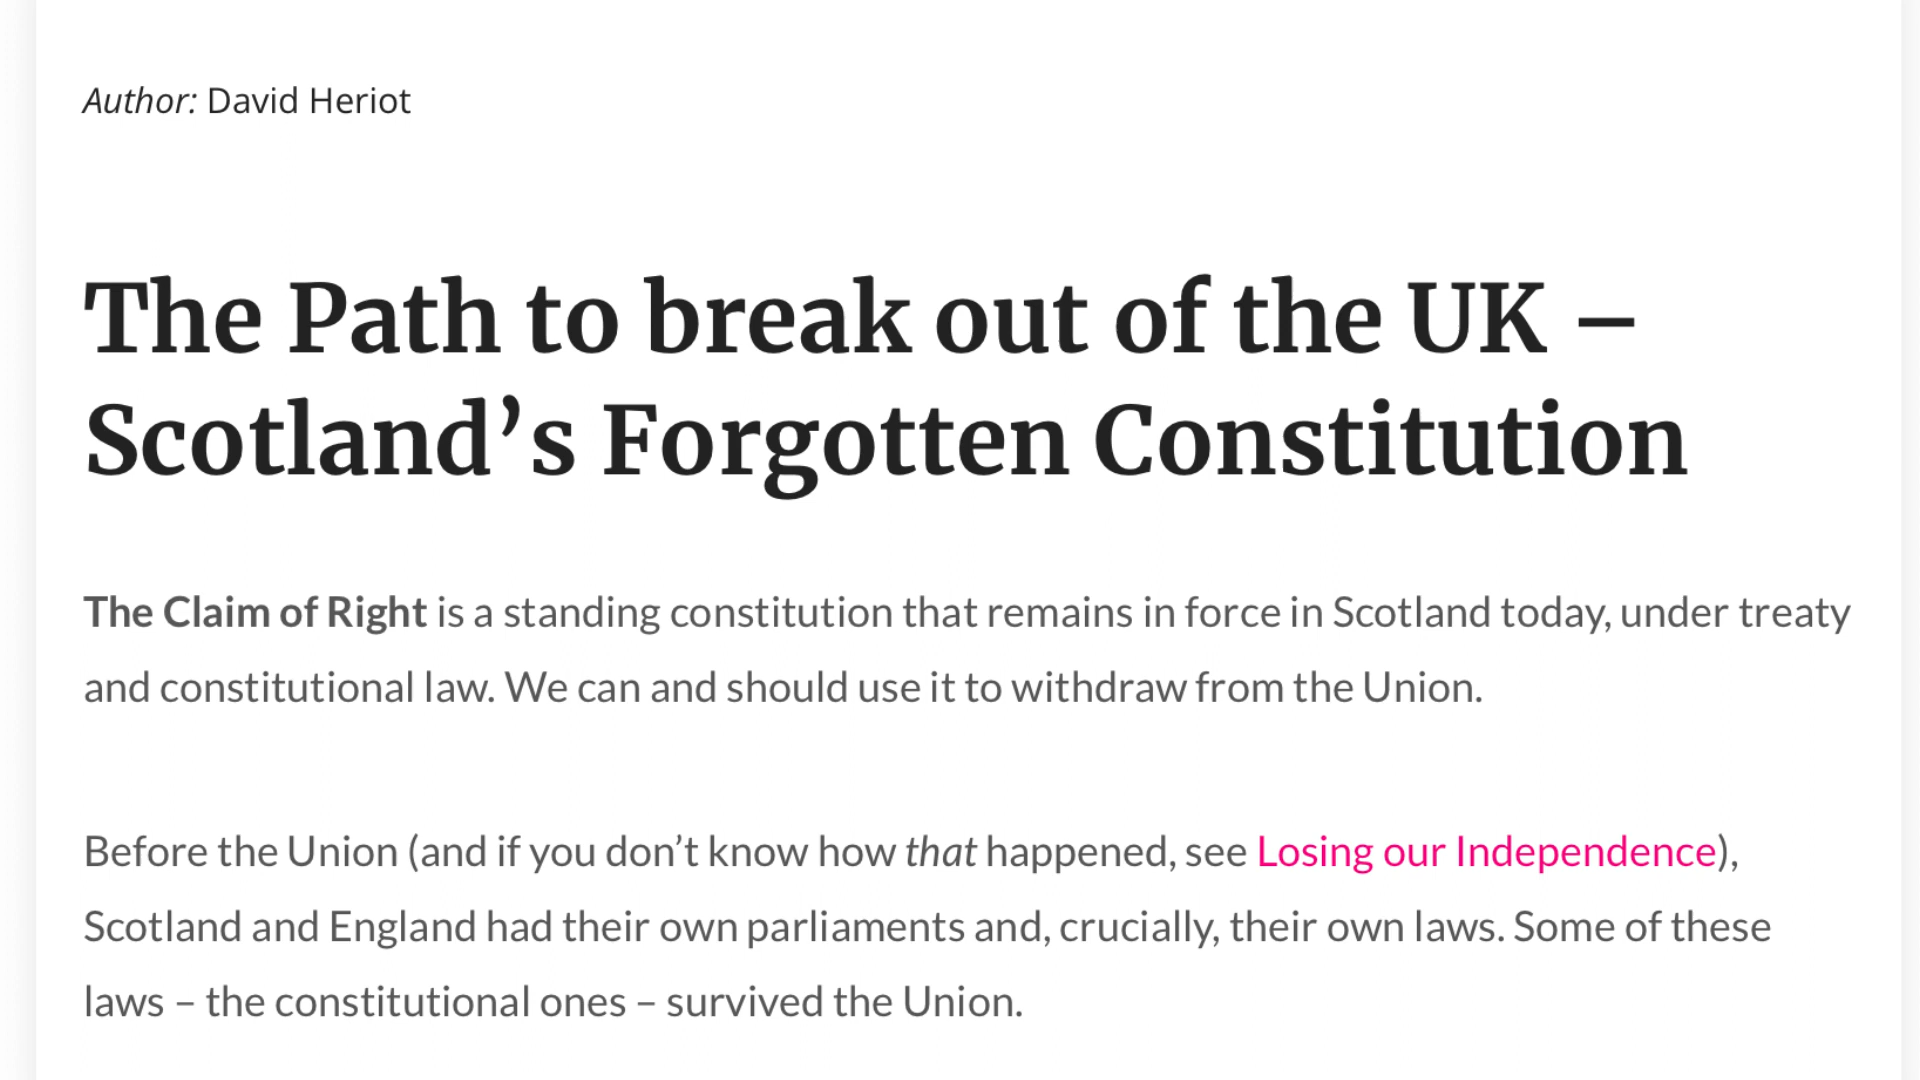 Author: David Heriot
The Path to break out of the UK –
Scotland’s Forgotten Constitution
The Claim of Right is a standing constitution that remains in force in Scotland today, under treaty
and constitutional law. We can and should use it to withdraw from the Union.
Before the Union (and if you don’t know how that happened, see Losing our Independence),
Scotland and England had their own parliaments and, crucially, their own laws. Some of these
laws – the constitutional ones – survived the Union.